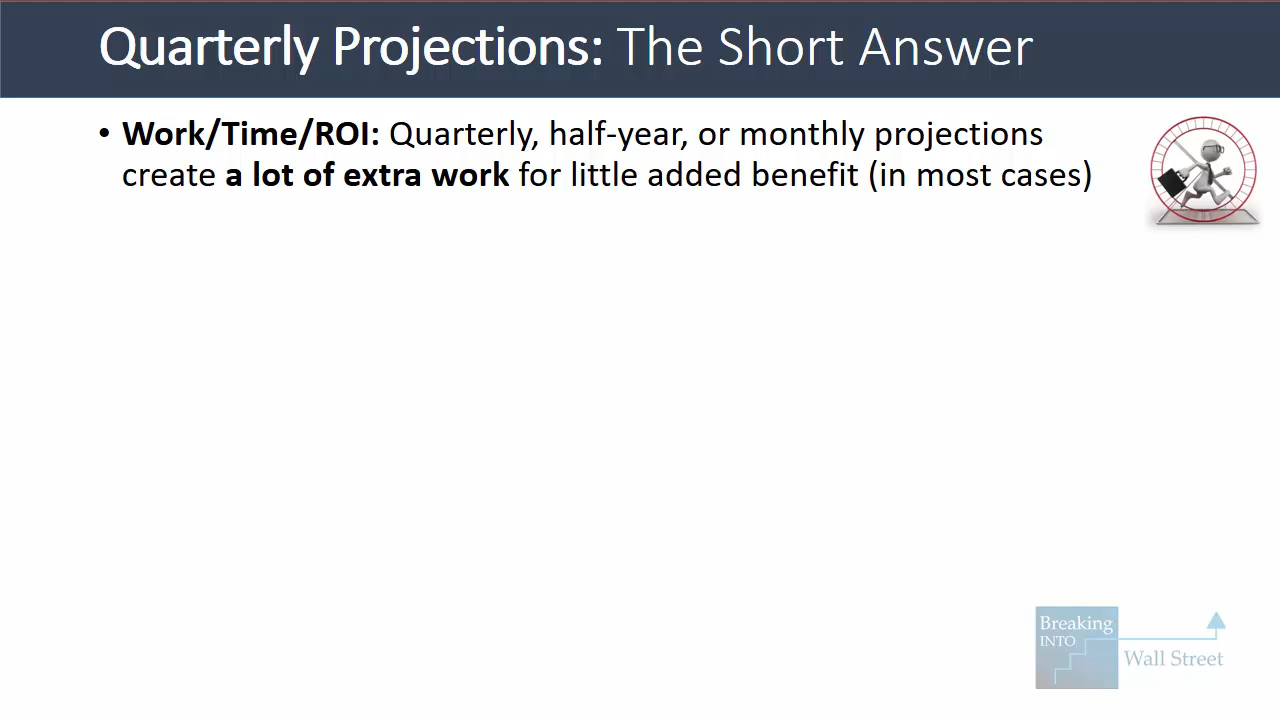 Quarterly Projections: The Short Answer
• Work/Time/ROI: Quarterly, half-year, or monthly projections
create a lot of extra work for little added benefit (in most cases)
Breaking
INTO
Wall Street